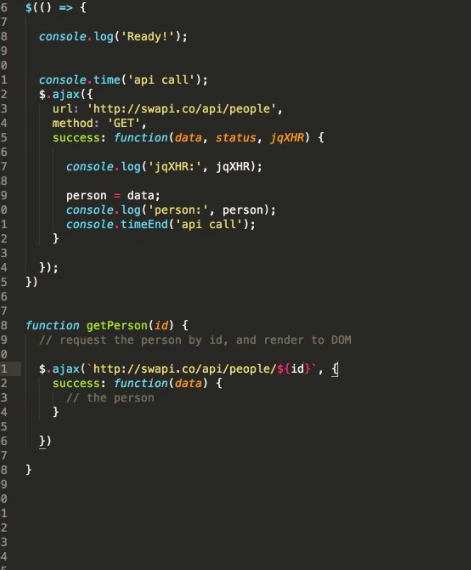 6 $(() => {
7
8 console.log('Ready!');
9
0
1 console.time('api call');
2 $.ajax({
3 url: 'http://swapi.co/api/people',
4 method: 'GET',
5 success: function(data, status, jqXHR) {
6
7 console.log('jqXHR:', jqXHR);
8
9 person = data;
0 console.log('person:', person);
1 console.timeEnd('api call');
2 }
3
4 });
5 })
6
7
8 function getPerson(id) {
9 // request the person by id, and render to DOM
0
1 $.ajax(`http://swapi.co/api/people/${id}`, {
2 success: function(data) {
3 // the person
4 }
5
6 })
7
8 }
9
0
1
2
3
4